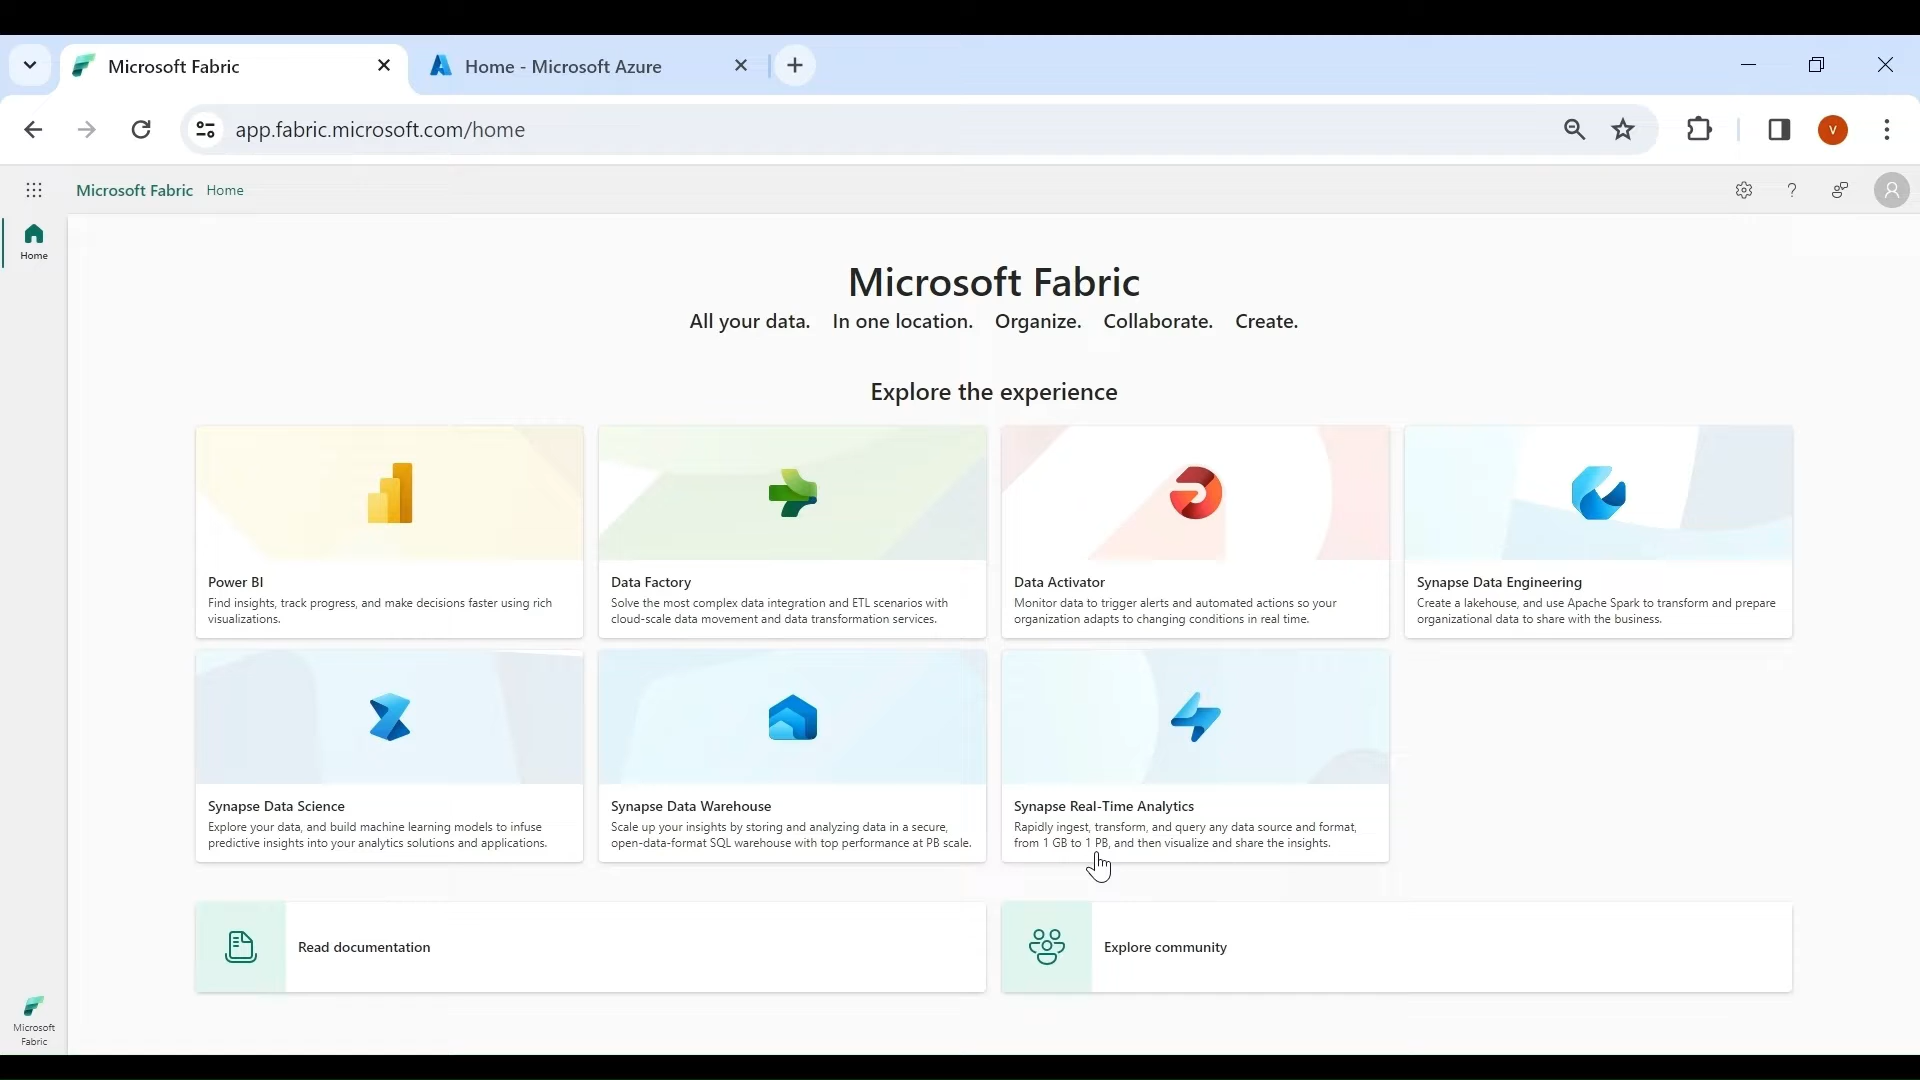 Microsoft Fabric
Home - Microsoft Azure
app.fabric.microsoft.com/home
V
Microsoft Fabric Home
?
Home
Microsoft Fabric
All your data. In one location. Organize. Collaborate. Create.
Explore the experience
Power BI
Find insights, track progress, and make decisions faster using rich
visualizations.
Data Factory
Solve the most complex data integration and ETL scenarios with
cloud-scale data movement and data transformation services.
Data Activator
Monitor data to trigger alerts and automated actions so your
organization adapts to changing conditions in real time.
Synapse Data Engineering
Create a lakehouse, and use Apache Spark to transform and prepare
organizational data to share with the business.
Synapse Data Science
Explore your data, and build machine learning models to infuse
predictive insights into your analytics solutions and applications.
Synapse Data Warehouse
Scale up your insights by storing and analyzing data in a secure,
open-data-format SQL warehouse with top performance at PB scale.
Synapse Real-Time Analytics
Rapidly ingest, transform, and query any data source and format,
from 1 GB to 1 PB, and then visualize and share the insights.
Read documentation
Explore community
Microsoft
Fabric